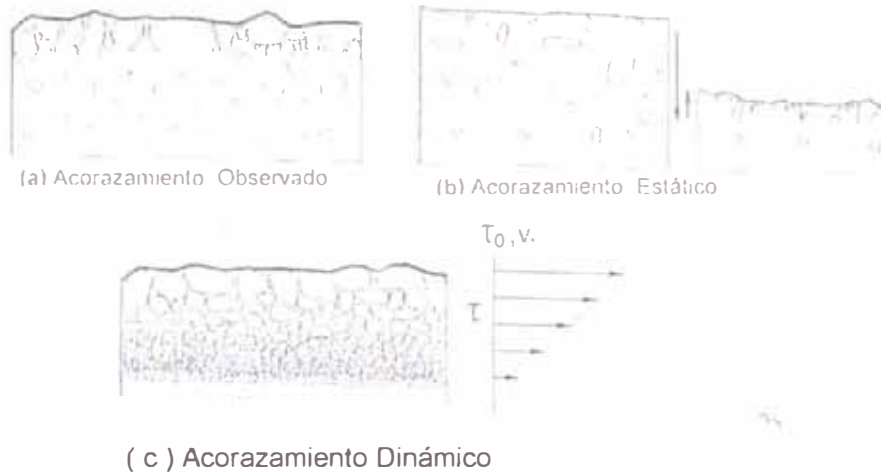 (a) Acorazamiento Observado
(b) Acorazamiento Estático
τ₀, v.
τ
( c ) Acorazamiento Dinámico